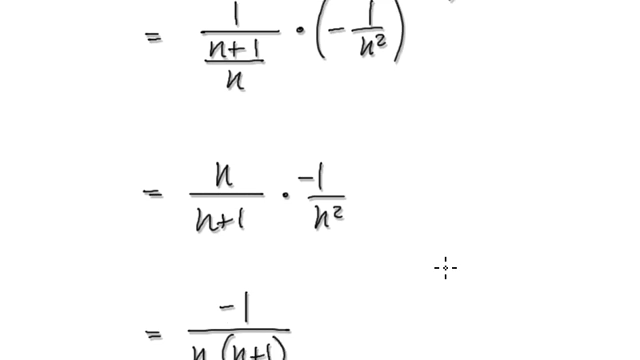 = 1 / ((n+1)/n) · (− 1/n²)
= n/(n+1) · −1/n²
= −1 / n(n+1)